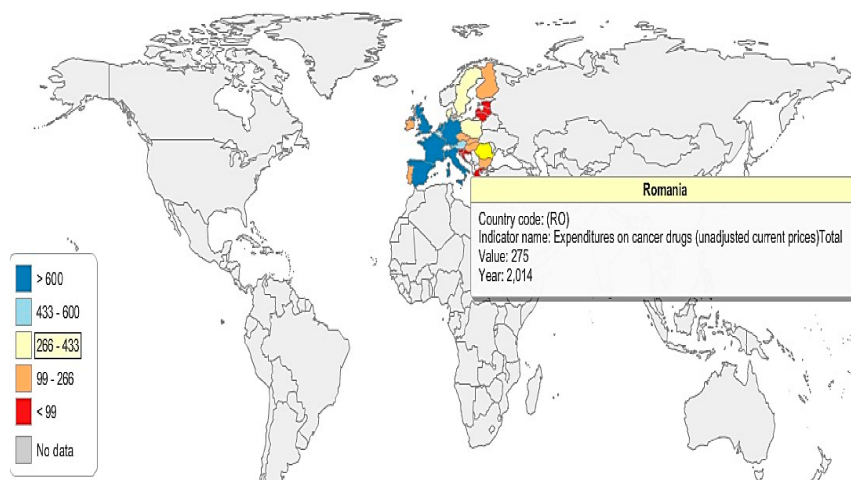 Romania
Country code: (RO)
Indicator name: Expenditures on cancer drugs (unadjusted current prices)Total
Value: 275
Year: 2,014
> 600
433 - 600
266 - 433
99 - 266
< 99
No data